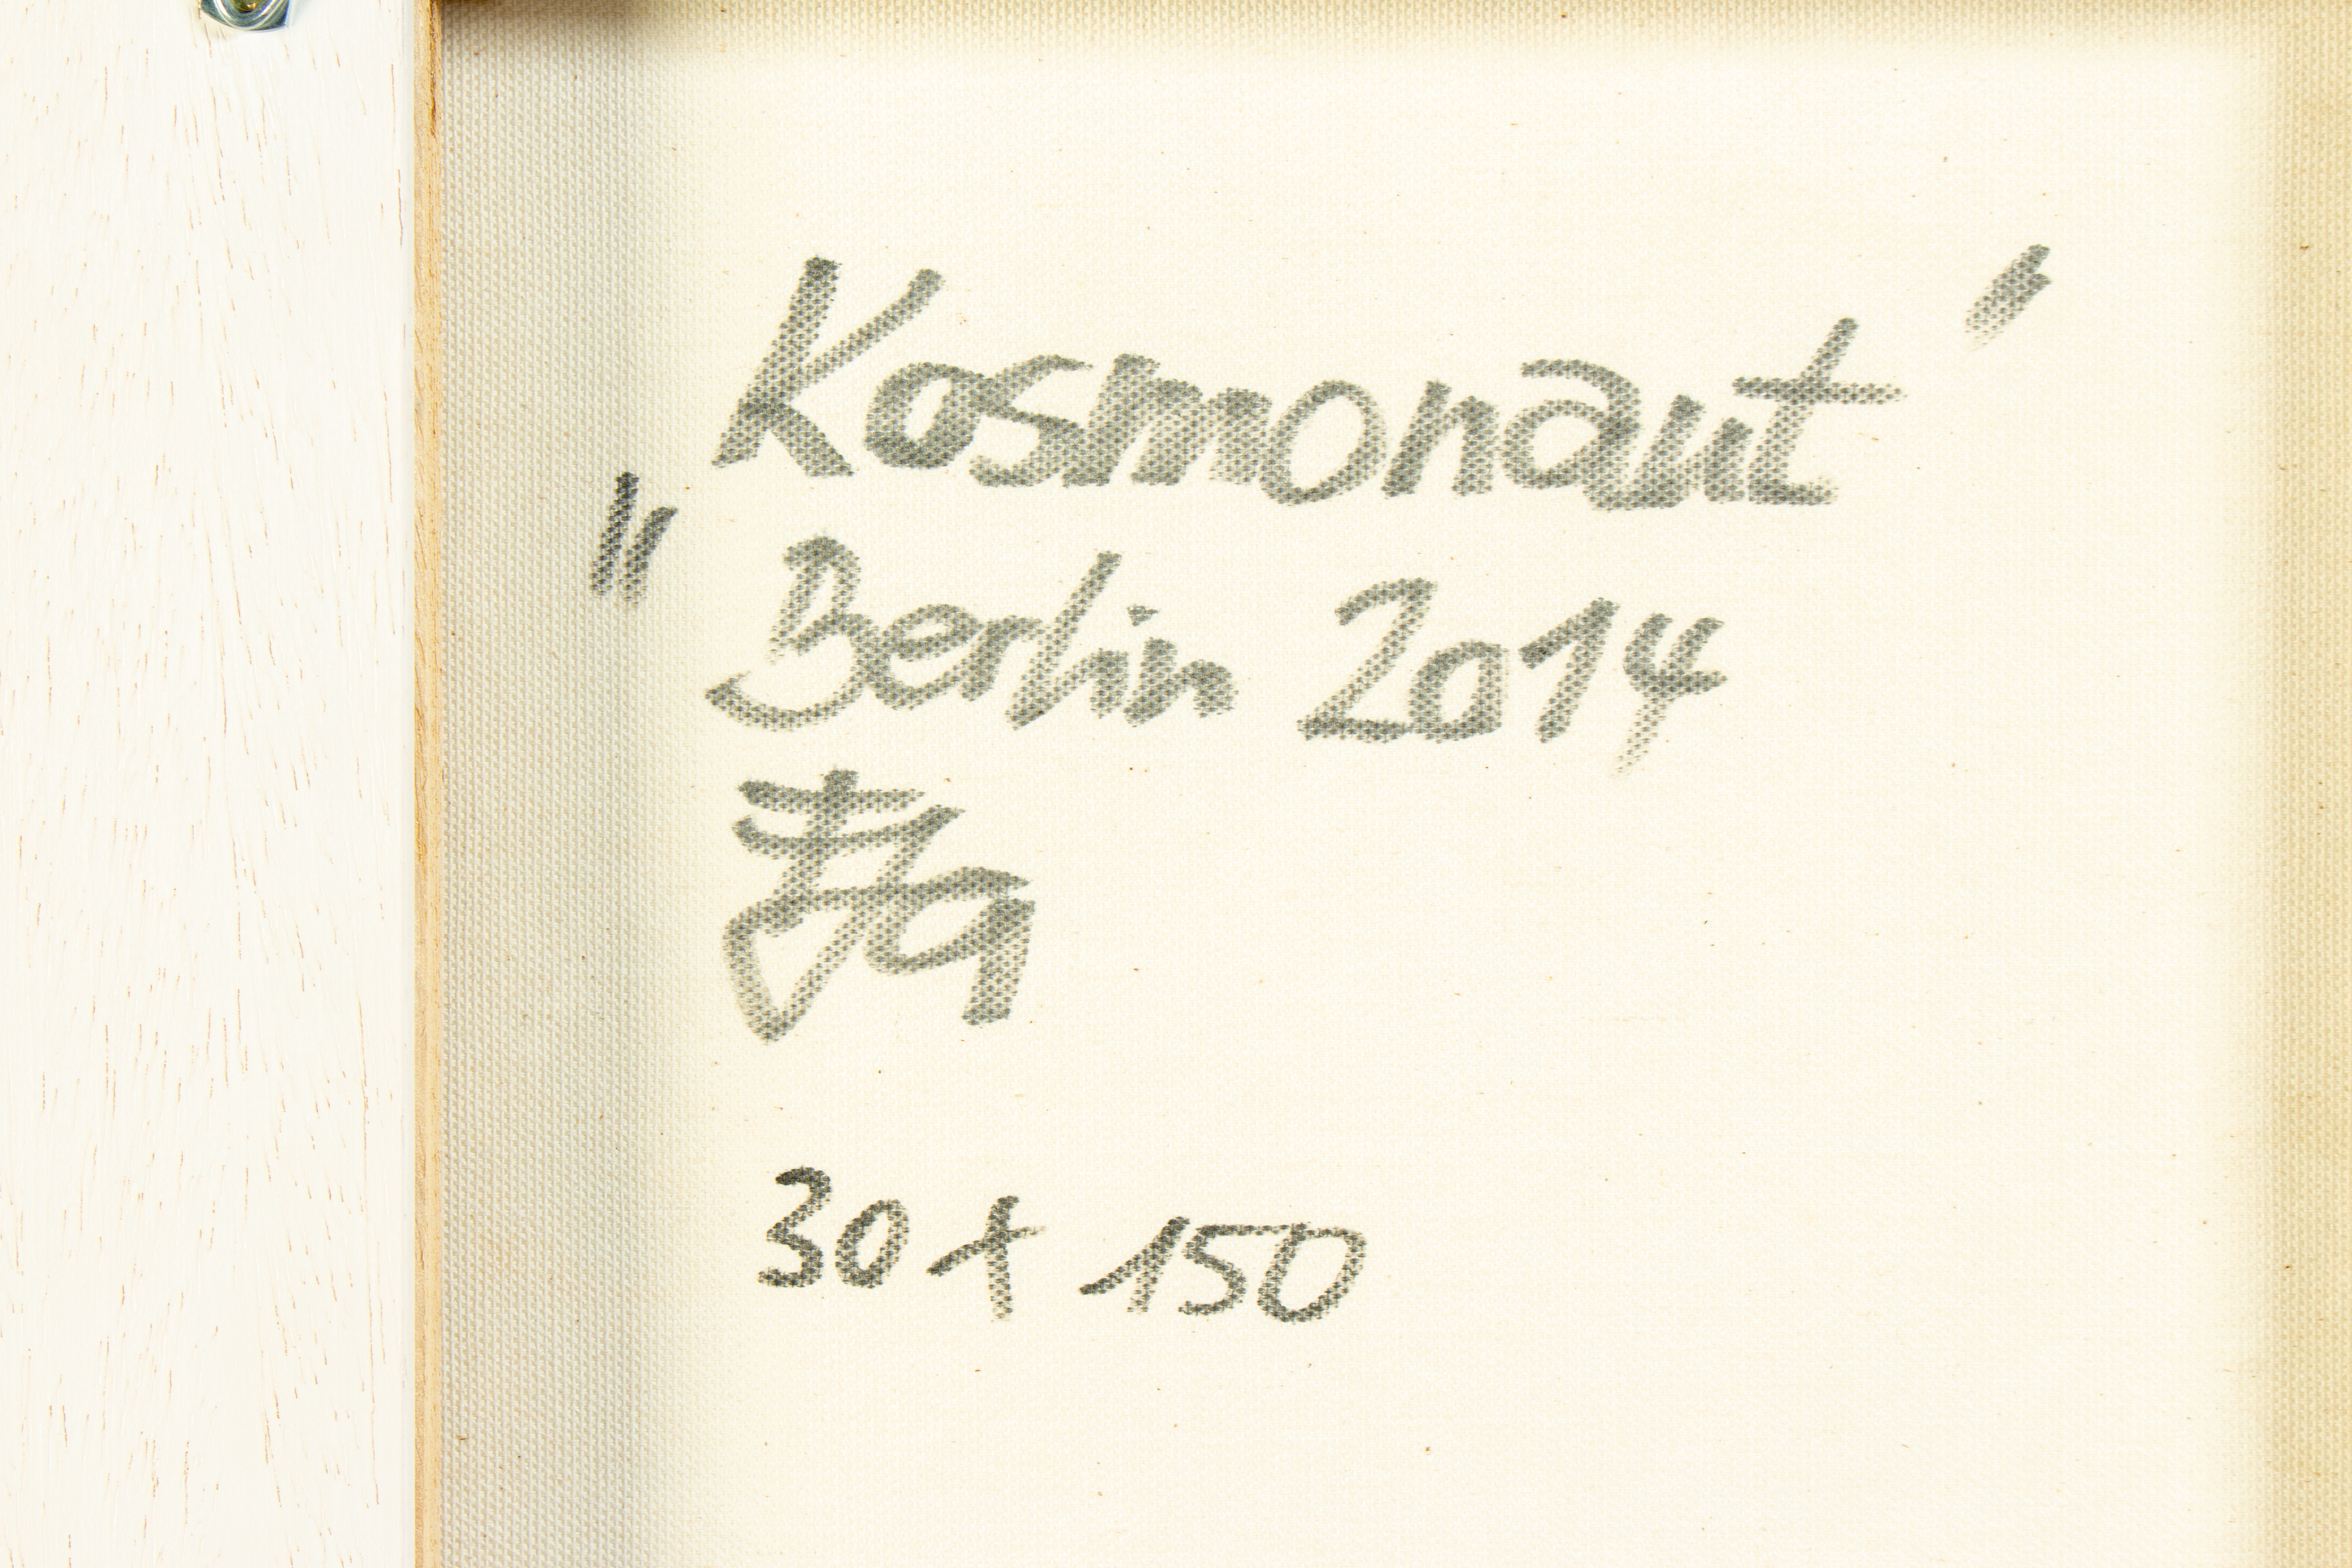 „Kosmonaut"
Berlin 2014
30 x 150